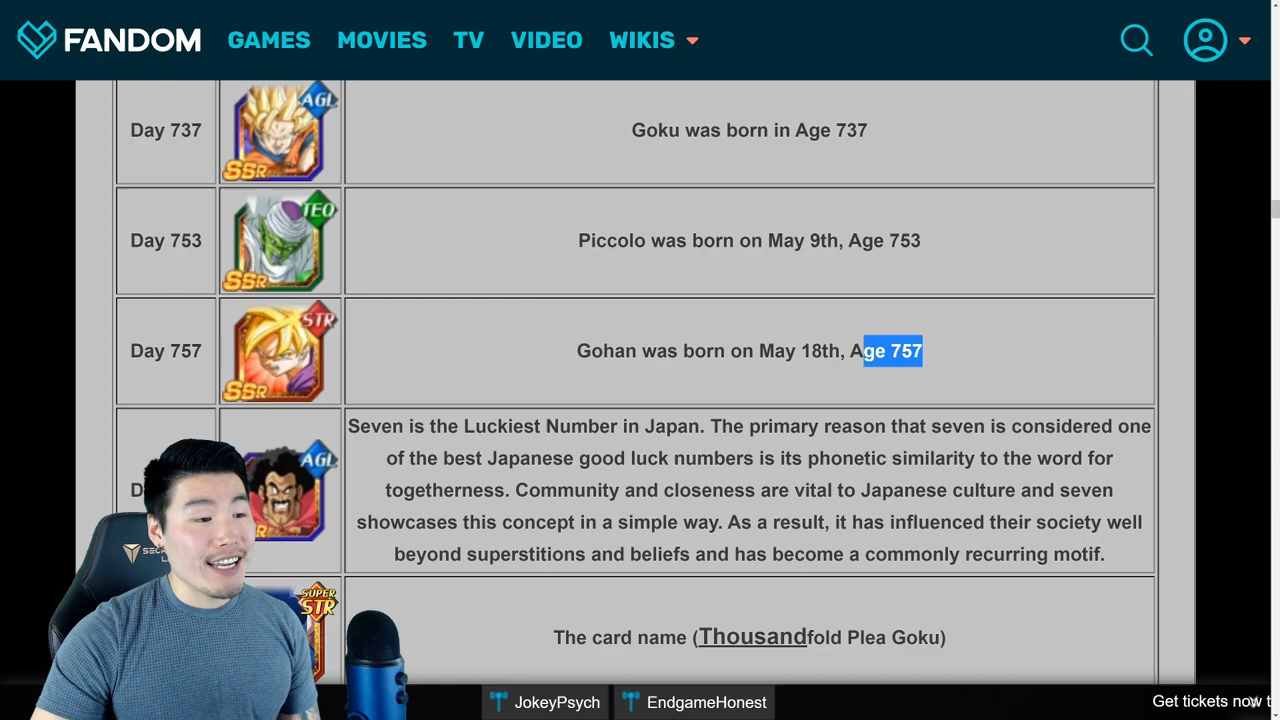 FANDOM GAMES MOVIES TV VIDEO WIKIS
Day 737 AGL SSR Goku was born in Age 737
Day 753 TEQ SSR Piccolo was born on May 9th, Age 753
Day 757 STR SSR Gohan was born on May 18th, Age 757
Seven is the Luckiest Number in Japan. The primary reason that seven is considered one
AGL of the best Japanese good luck numbers is its phonetic similarity to the word for
togetherness. Community and closeness are vital to Japanese culture and seven
showcases this concept in a simple way. As a result, it has influenced their society well
beyond superstitions and beliefs and has become a commonly recurring motif.
SUPER
STR
The card name (Thousandfold Plea Goku)
JokeyPsych EndgameHonest Get tickets now